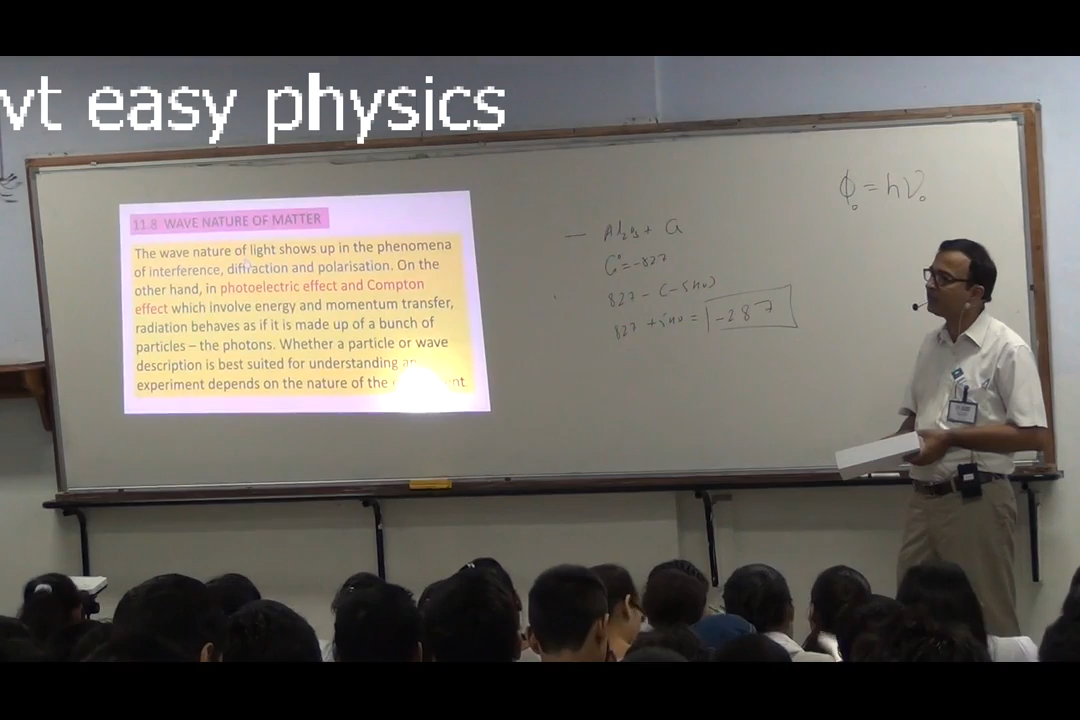 vt easy physics
11.8 WAVE NATURE OF MATTER
The wave nature of light shows up in the phenomena
of interference, diffraction and polarisation. On the
other hand, in photoelectric effect and Compton
effect which involve energy and momentum transfer,
radiation behaves as if it is made up of a bunch of
particles – the photons. Whether a particle or wave
description is best suited for understanding an
experiment depends on the nature of the
= -827
827 -
827 + = -287
ϕ₀ = hν₀